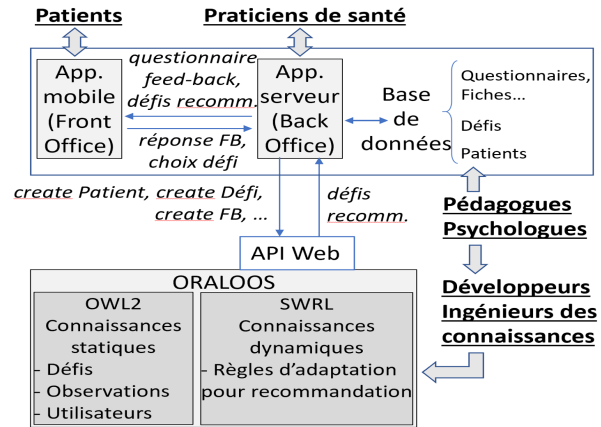 Patients
Praticiens de santé
App.
mobile
(Front
Office)
questionnaire
feed-back,
défis recomm.
réponse FB,
choix défi
App.
serveur
(Back
Office)
Base
de
données
Questionnaires,
Fiches...
Défis
Patients
create Patient, create Défi,
create FB, ...
défis
recomm.
Pédagogues
Psychologues
API Web
Développeurs
Ingénieurs des
connaissances
ORALOOS
OWL2
Connaissances
statiques
- Défis
- Observations
- Utilisateurs
SWRL
Connaissances
dynamiques
- Règles d’adaptation
pour recommandation